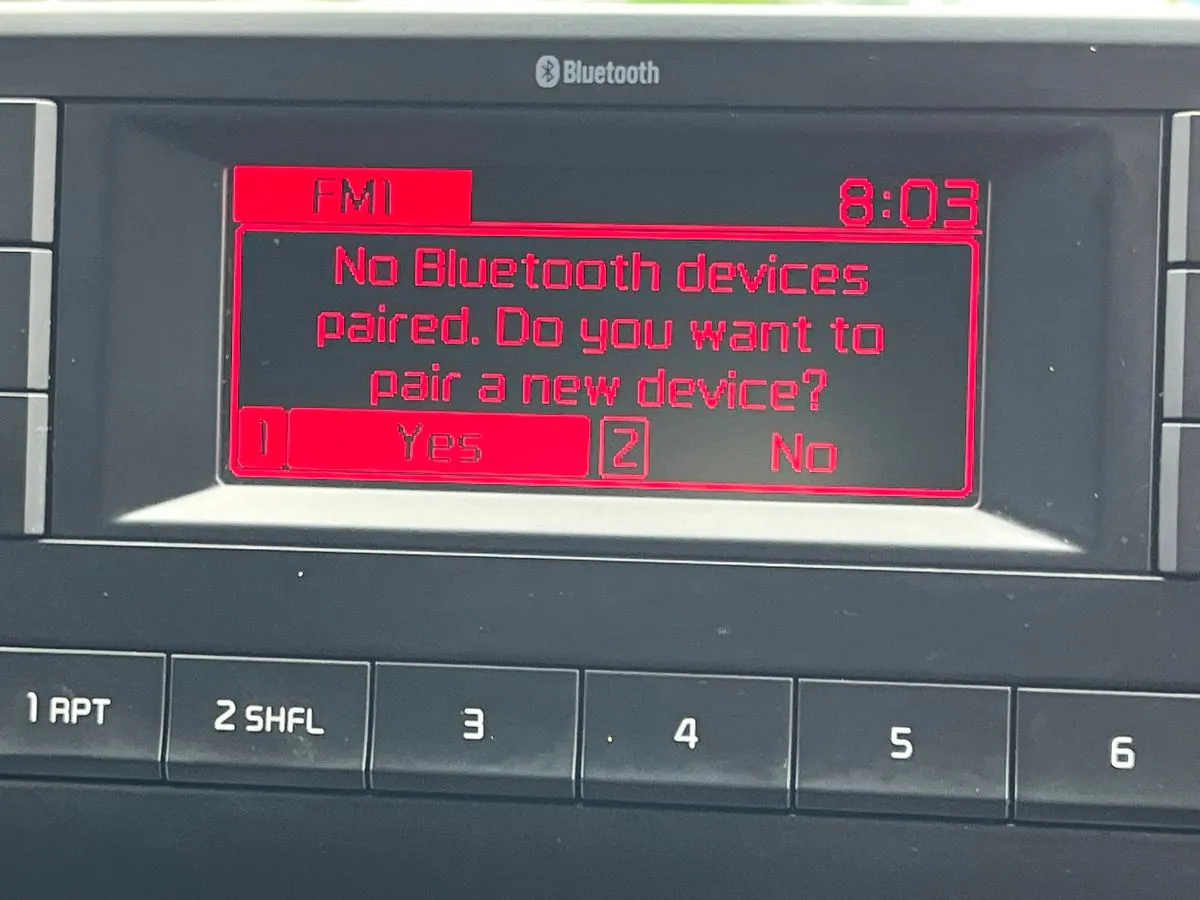 Bluetooth
FM1 8:03
No Bluetooth devices
paired. Do you want to
pair a new device?
1 Yes 2 No
1 RPT 2 SHFL 3 4 5 6